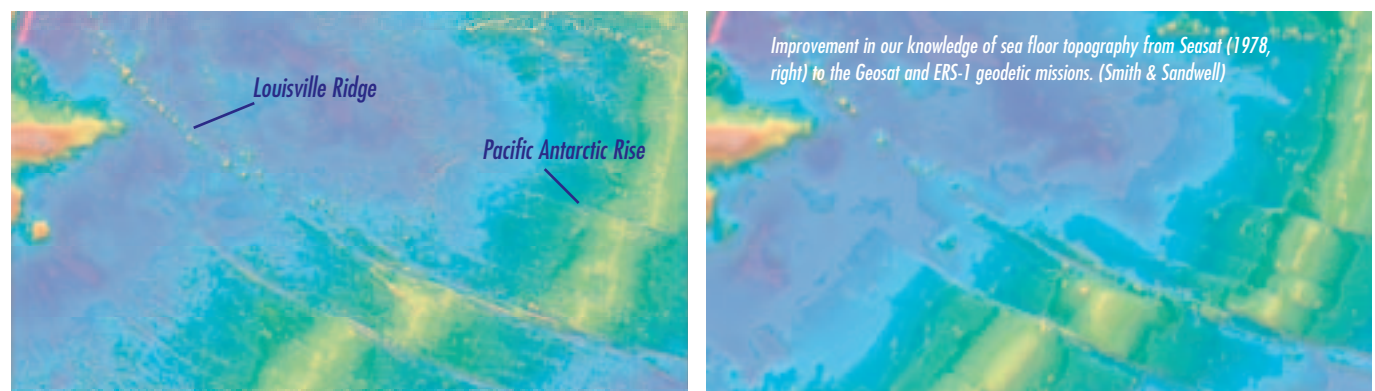 Louisville Ridge
Pacific Antarctic Rise
Improvement in our knowledge of sea floor topography from Seasat (1978,
right) to the Geosat and ERS-1 geodetic missions. (Smith & Sandwell)